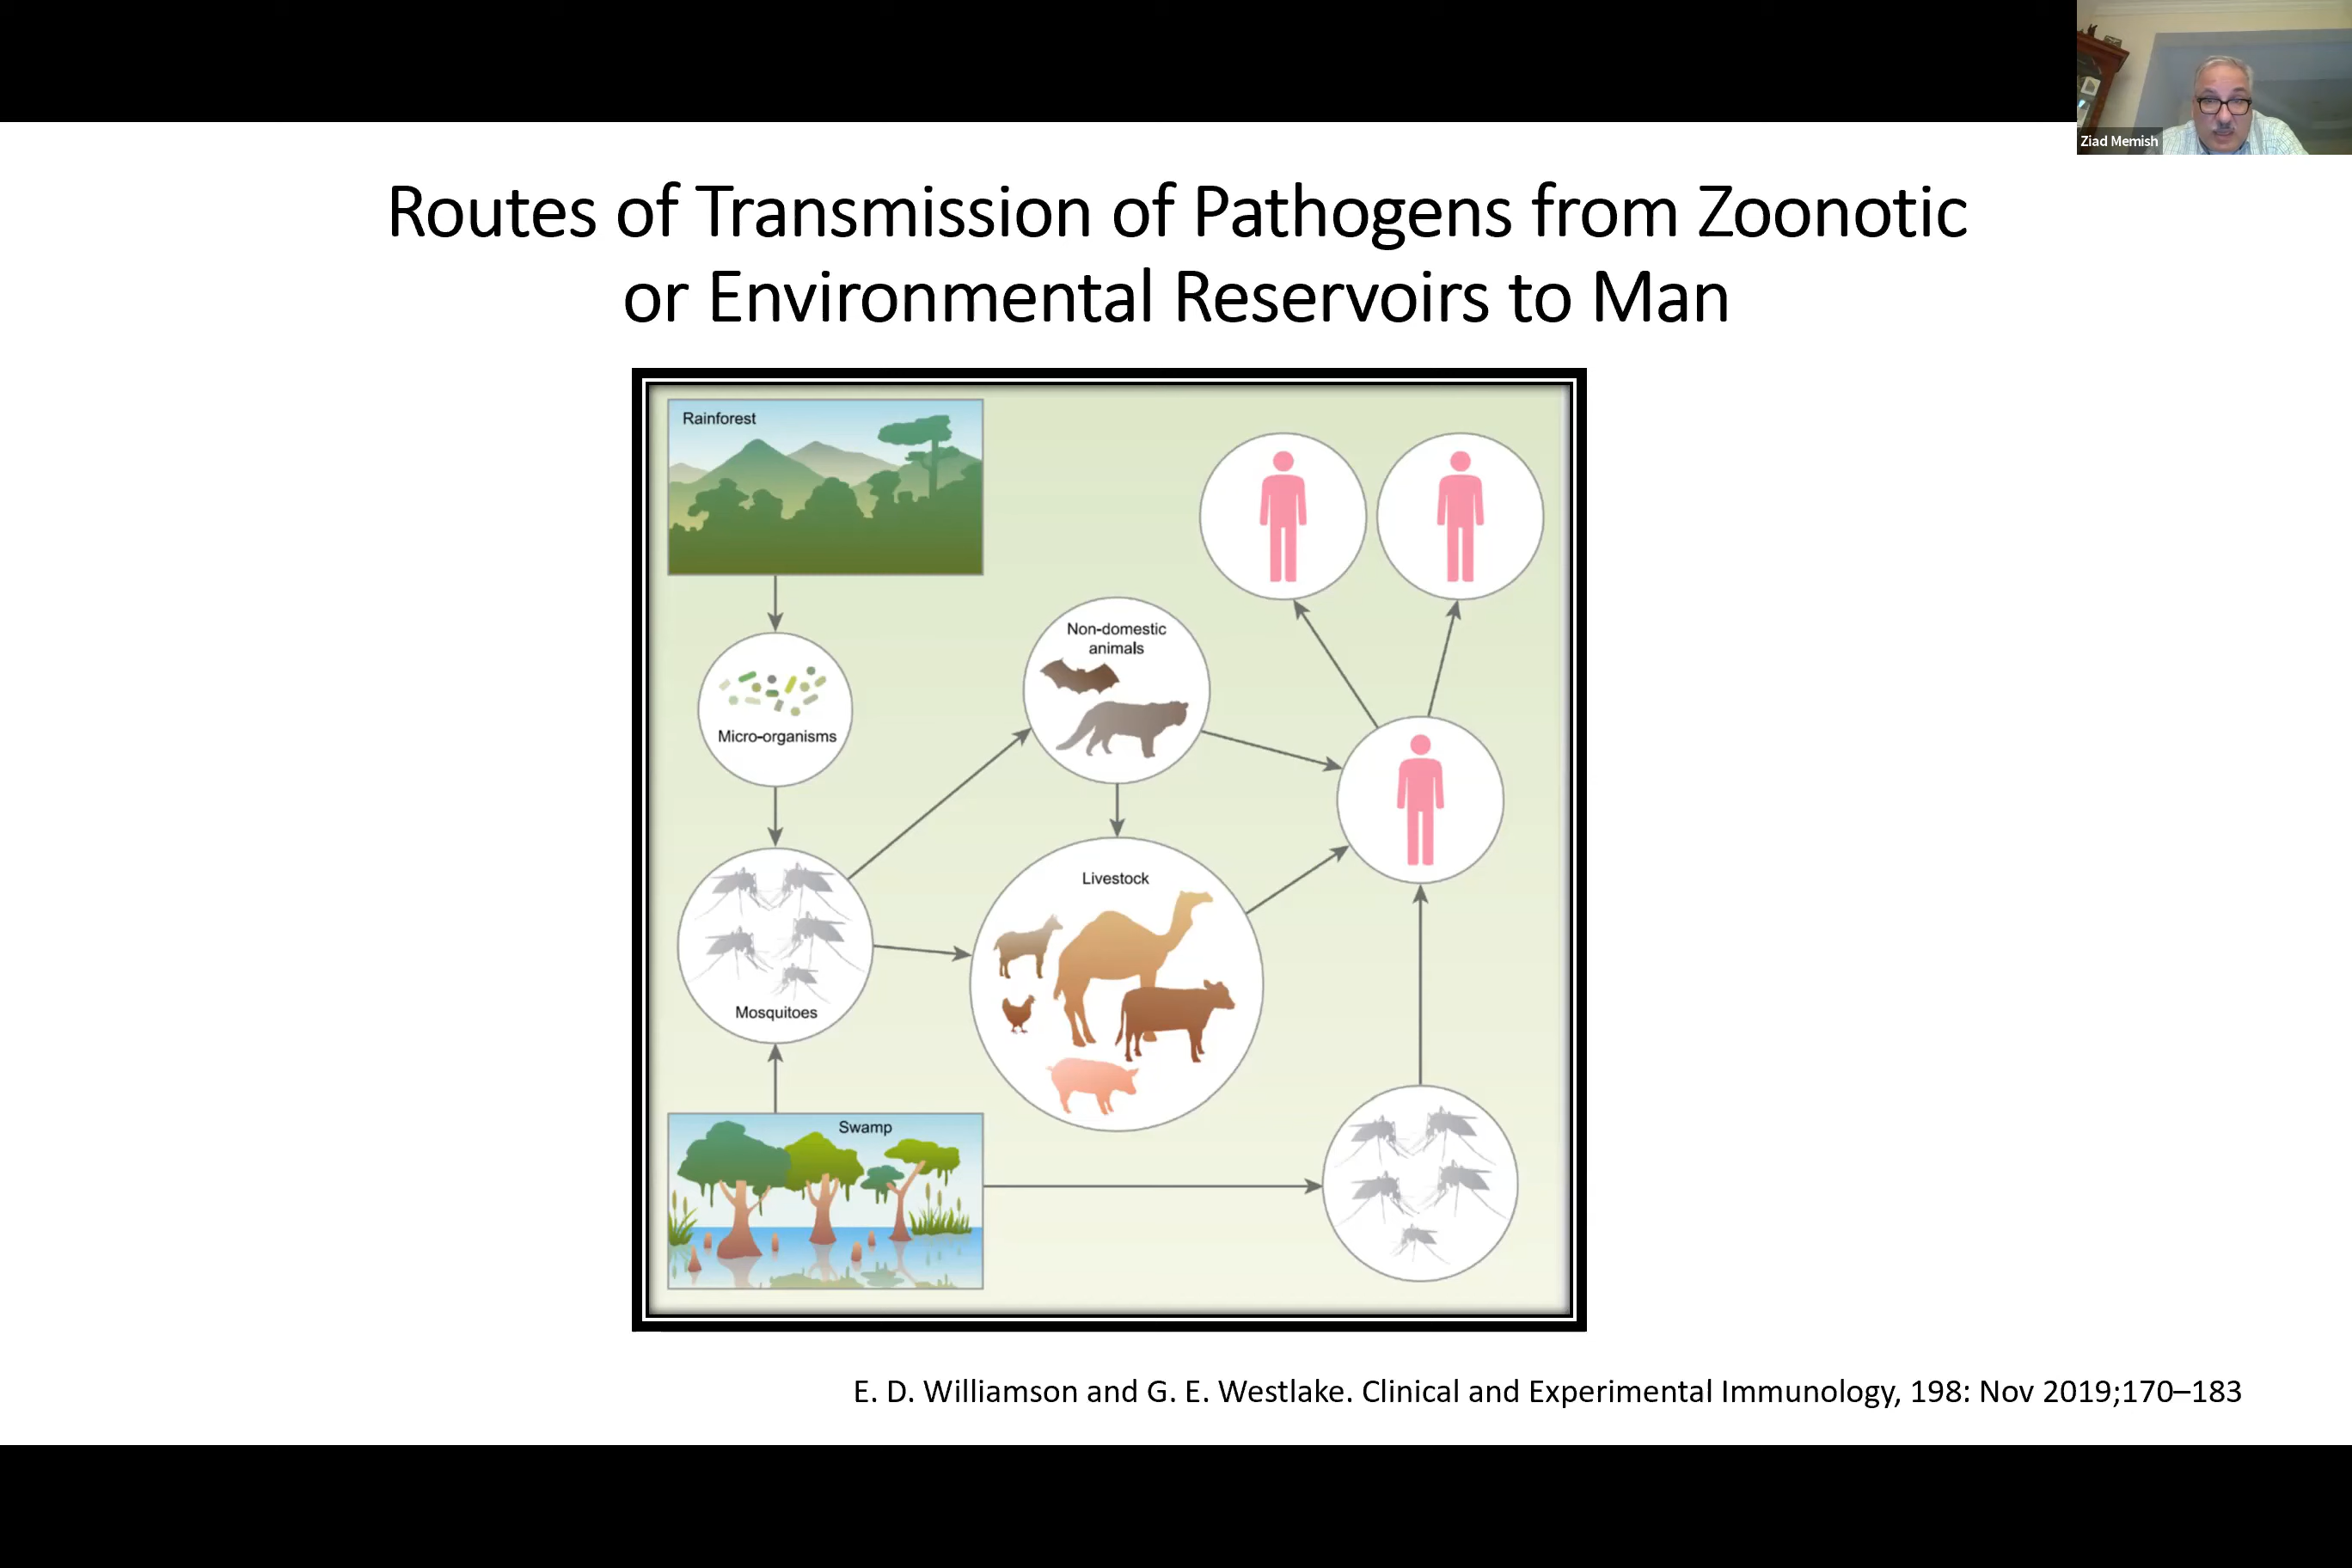 Ziad Memish
Routes of Transmission of Pathogens from Zoonotic
or Environmental Reservoirs to Man
Rainforest
Non-domestic
animals
Micro-organisms
Livestock
Mosquitoes
Swamp
E. D. Williamson and G. E. Westlake. Clinical and Experimental Immunology, 198: Nov 2019;170–183